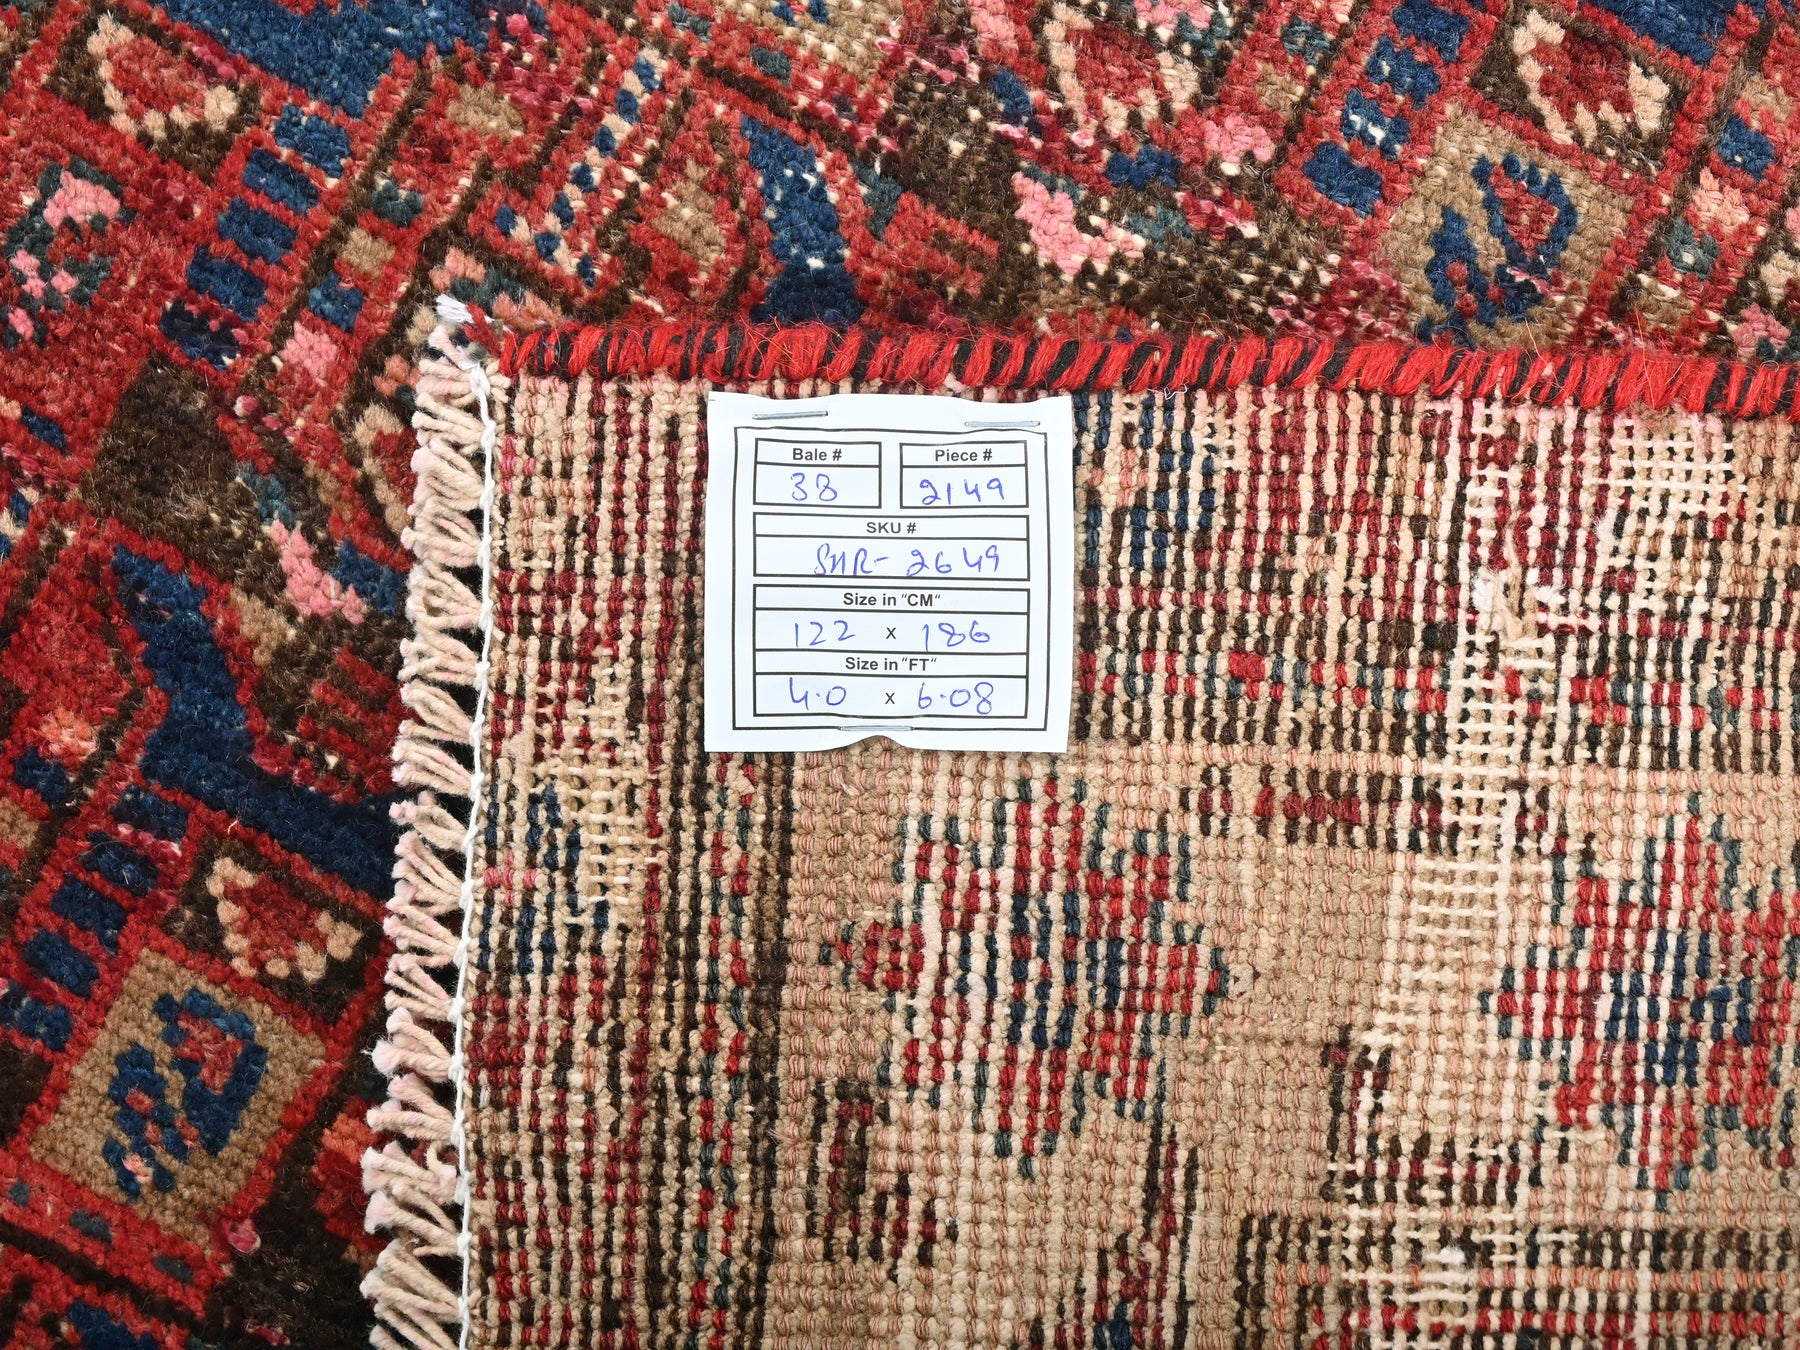 Bale # Piece #
38 2149
SKU #
SHR-2649
Size in "CM"
122 x 186
Size in "FT"
4.0 x 6.08